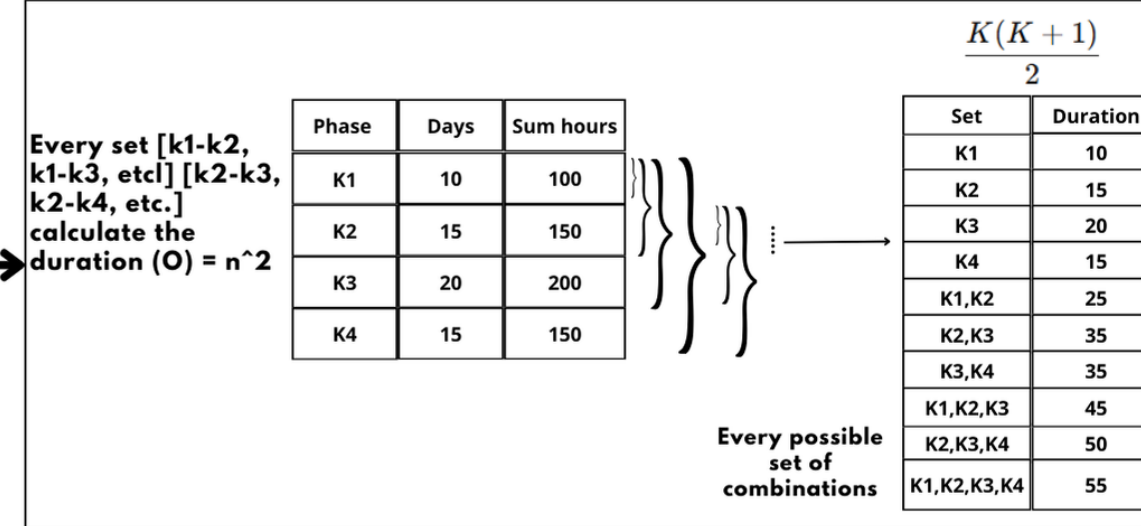 K(K + 1)
2
Every set [k1-k2,
k1-k3, etcl] [k2-k3,
k2-k4, etc.]
calculate the
duration (O) = n^2
Phase Days Sum hours
K1 10 100
K2 15 150
K3 20 200
K4 15 150
Every possible
set of
combinations
Set Duration
K1 10
K2 15
K3 20
K4 15
K1,K2 25
K2,K3 35
K3,K4 35
K1,K2,K3 45
K2,K3,K4 50
K1,K2,K3,K4 55